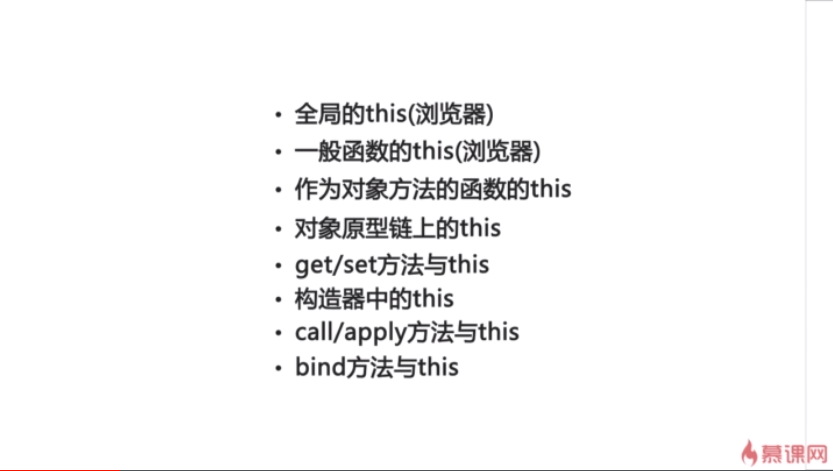 • 全局的this(浏览器)
• 一般函数的this(浏览器)
• 作为对象方法的函数的this
• 对象原型链上的this
• get/set方法与this
• 构造器中的this
• call/apply方法与this
• bind方法与this
慕课网